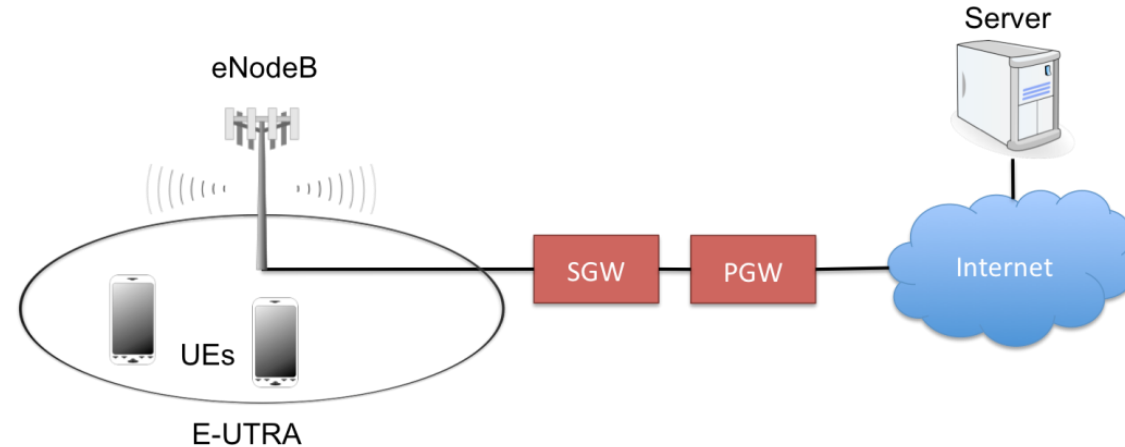 Server
eNodeB
SGW
PGW
Internet
UEs
E-UTRA